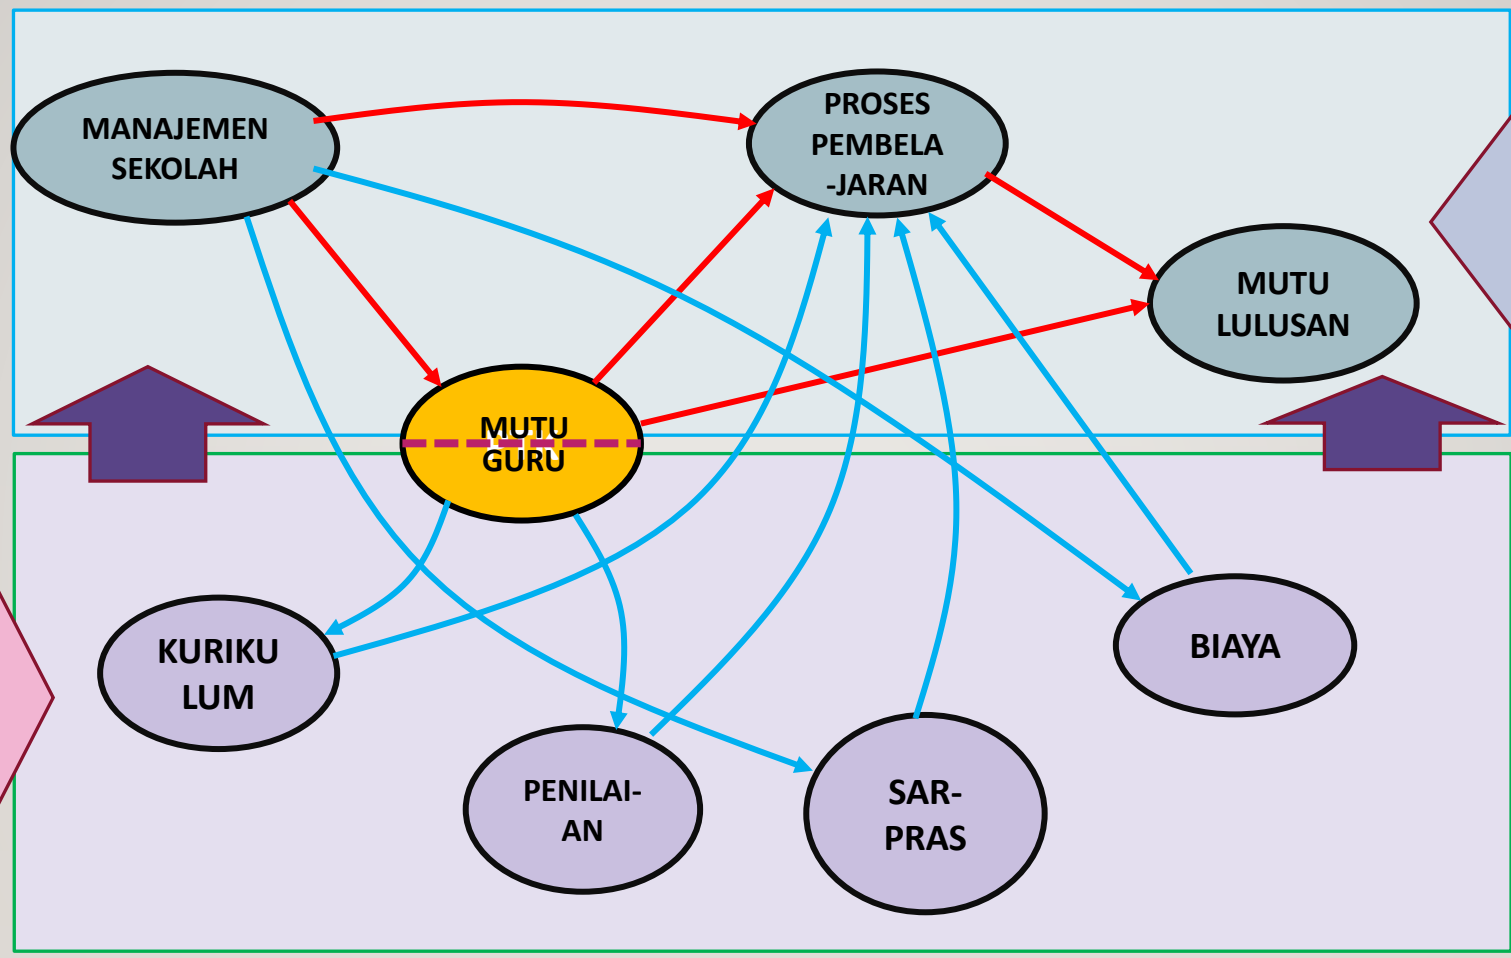 MANAJEMEN
SEKOLAH
PROSES
PEMBELA
-JARAN
MUTU
LULUSAN
MUTU
GURU
KURIKU
LUM
PENILAI-
AN
SAR-
PRAS
BIAYA